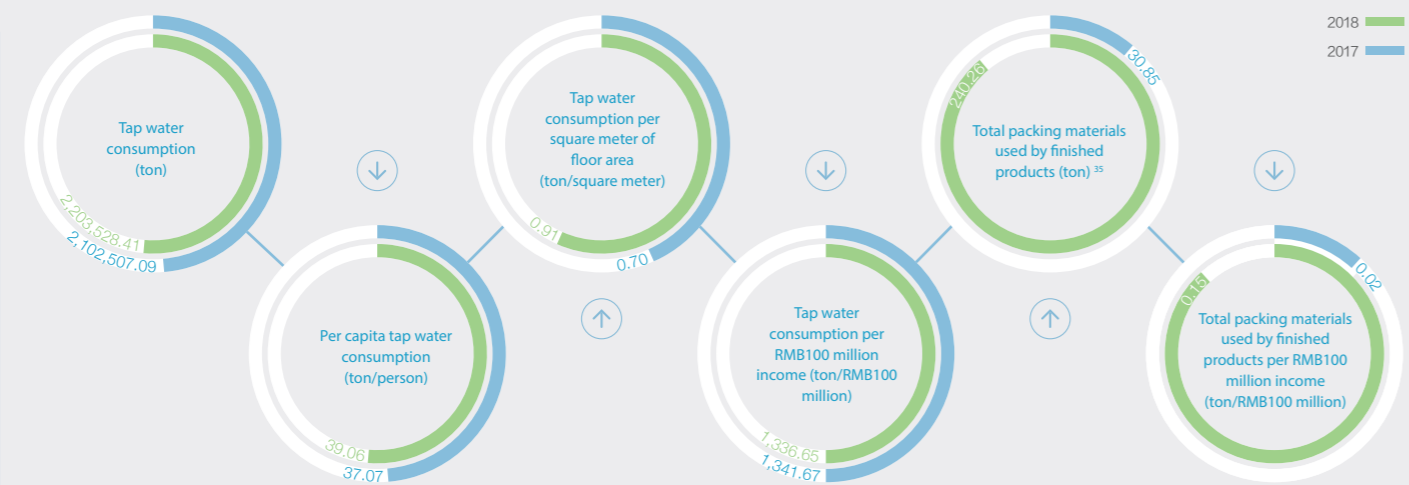 2018
2017
Tap water
consumption
(ton)
2,203,528.41
2,102,507.09
Per capita tap water
consumption
(ton/person)
39.06
37.07
Tap water
consumption per
square meter of
floor area
(ton/square meter)
0.91
0.70
Tap water
consumption per
RMB100 million
income (ton/RMB100
million)
1,336.65
1,341.67
Total packing materials
used by finished
products (ton) 35
240.26
30.85
Total packing materials
used by finished
products per RMB100
million income
(ton/RMB100 million)
0.15
0.02